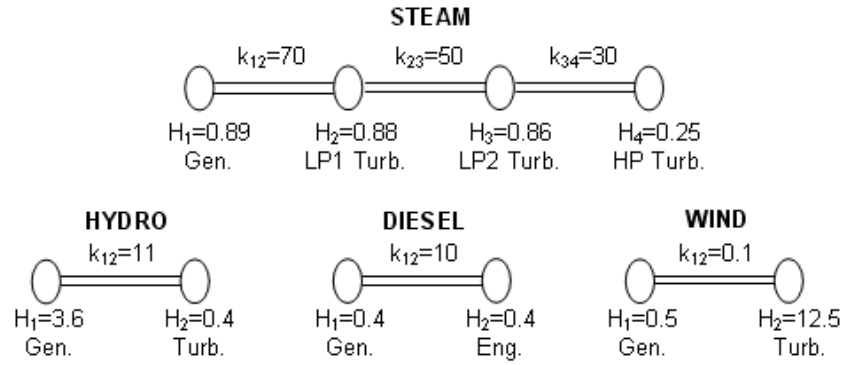 STEAM
k₁₂=70 k₂₃=50 k₃₄=30
H₁=0.89 H₂=0.88 H₃=0.86 H₄=0.25
Gen. LP1 Turb. LP2 Turb. HP Turb.
HYDRO DIESEL WIND
k₁₂=11 k₁₂=10 k₁₂=0.1
H₁=3.6 H₂=0.4 H₁=0.4 H₂=0.4 H₁=0.5 H₂=12.5
Gen. Turb. Gen. Eng. Gen. Turb.